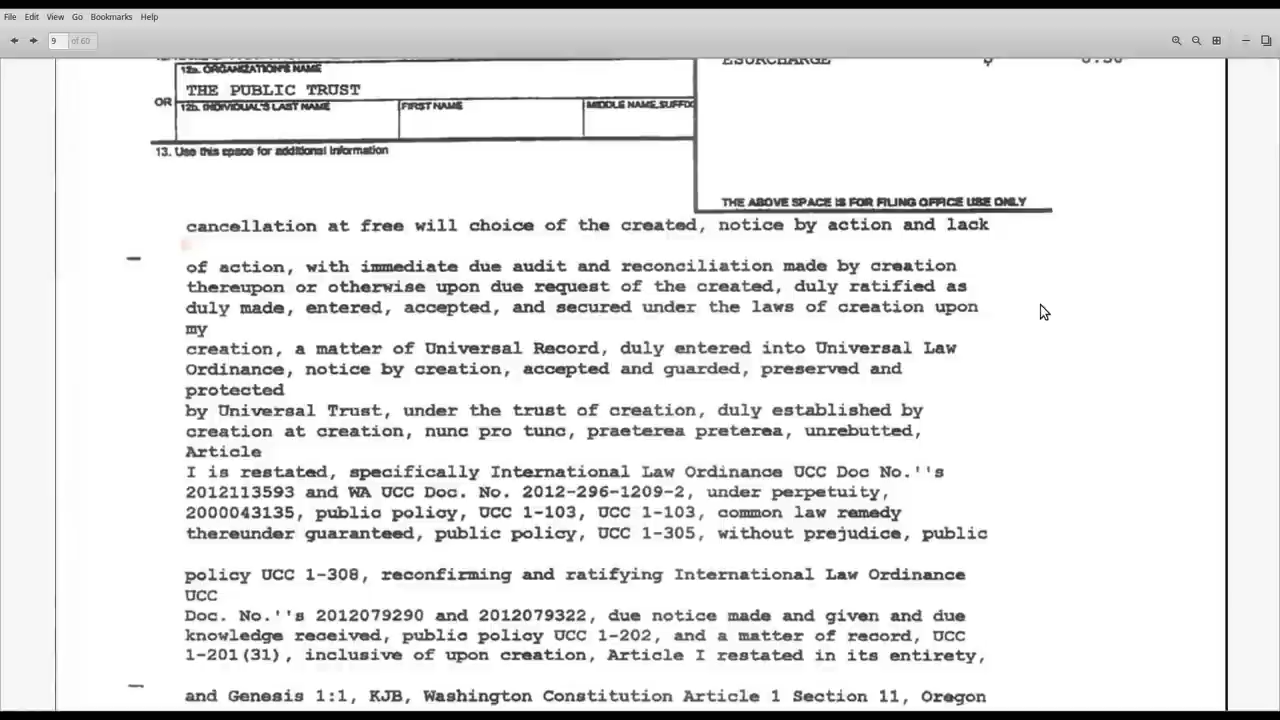 File Edit View Go Bookmarks Help
9 of 60
12a. ORGANIZATION'S NAME
ESURCHARGE $ 6.50
THE PUBLIC TRUST
OR
12b. INDIVIDUAL'S LAST NAME FIRST NAME MIDDLE NAME,SUFFIX
13. Use this space for additional information
THE ABOVE SPACE IS FOR FILING OFFICE USE ONLY
cancellation at free will choice of the created, notice by action and lack
of action, with immediate due audit and reconciliation made by creation
thereupon or otherwise upon due request of the created, duly ratified as
duly made, entered, accepted, and secured under the laws of creation upon
my
creation, a matter of Universal Record, duly entered into Universal Law
Ordinance, notice by creation, accepted and guarded, preserved and
protected
by Universal Trust, under the trust of creation, duly established by
creation at creation, nunc pro tunc, praeterea preterea, unrebutted,
Article
I is restated, specifically International Law Ordinance UCC Doc No.''s
2012113593 and WA UCC Doc. No. 2012-296-1209-2, under perpetuity,
2000043135, public policy, UCC 1-103, UCC 1-103, common law remedy
thereunder guaranteed, public policy, UCC 1-305, without prejudice, public
policy UCC 1-308, reconfirming and ratifying International Law Ordinance
UCC
Doc. No.''s 2012079290 and 2012079322, due notice made and given and due
knowledge received, public policy UCC 1-202, and a matter of record, UCC
1-201(31), inclusive of upon creation, Article I restated in its entirety,
and Genesis 1:1, KJB, Washington Constitution Article 1 Section 11, Oregon